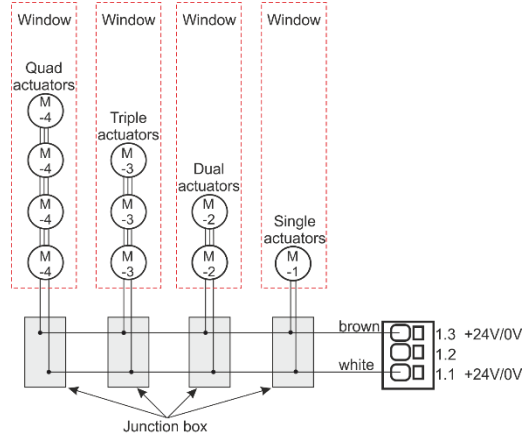 Window Window Window Window
Quad
actuators
M
-4
M
-4
M
-4
M
-4
Triple
actuators
M
-3
M
-3
M
-3
Dual
actuators
M
-2
M
-2
Single
actuators
M
-1
brown
white
1.3 +24V/0V
1.2
1.1 +24V/0V
Junction box